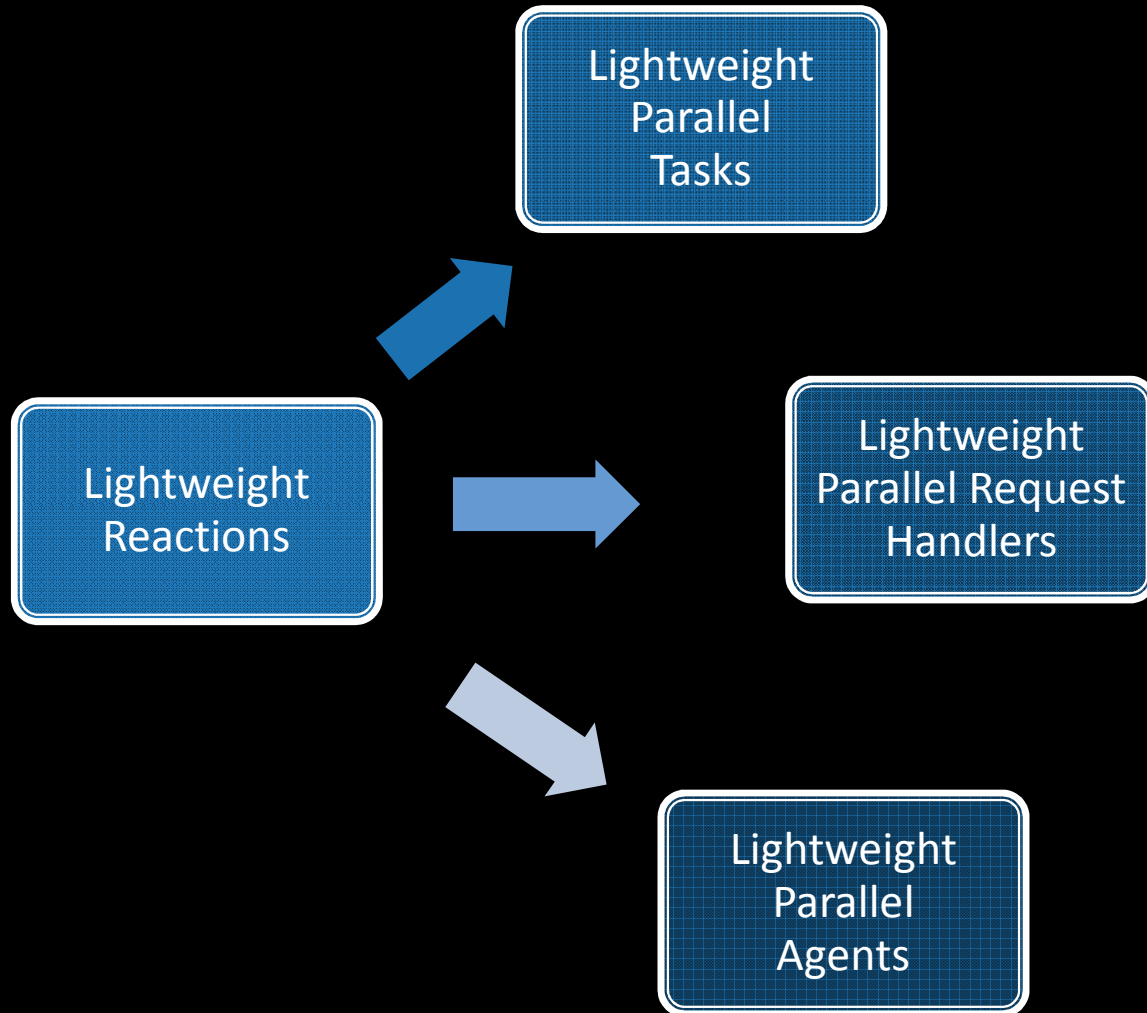 Lightweight
Parallel
Tasks
Lightweight
Reactions
Lightweight
Parallel Request
Handlers
Lightweight
Parallel
Agents